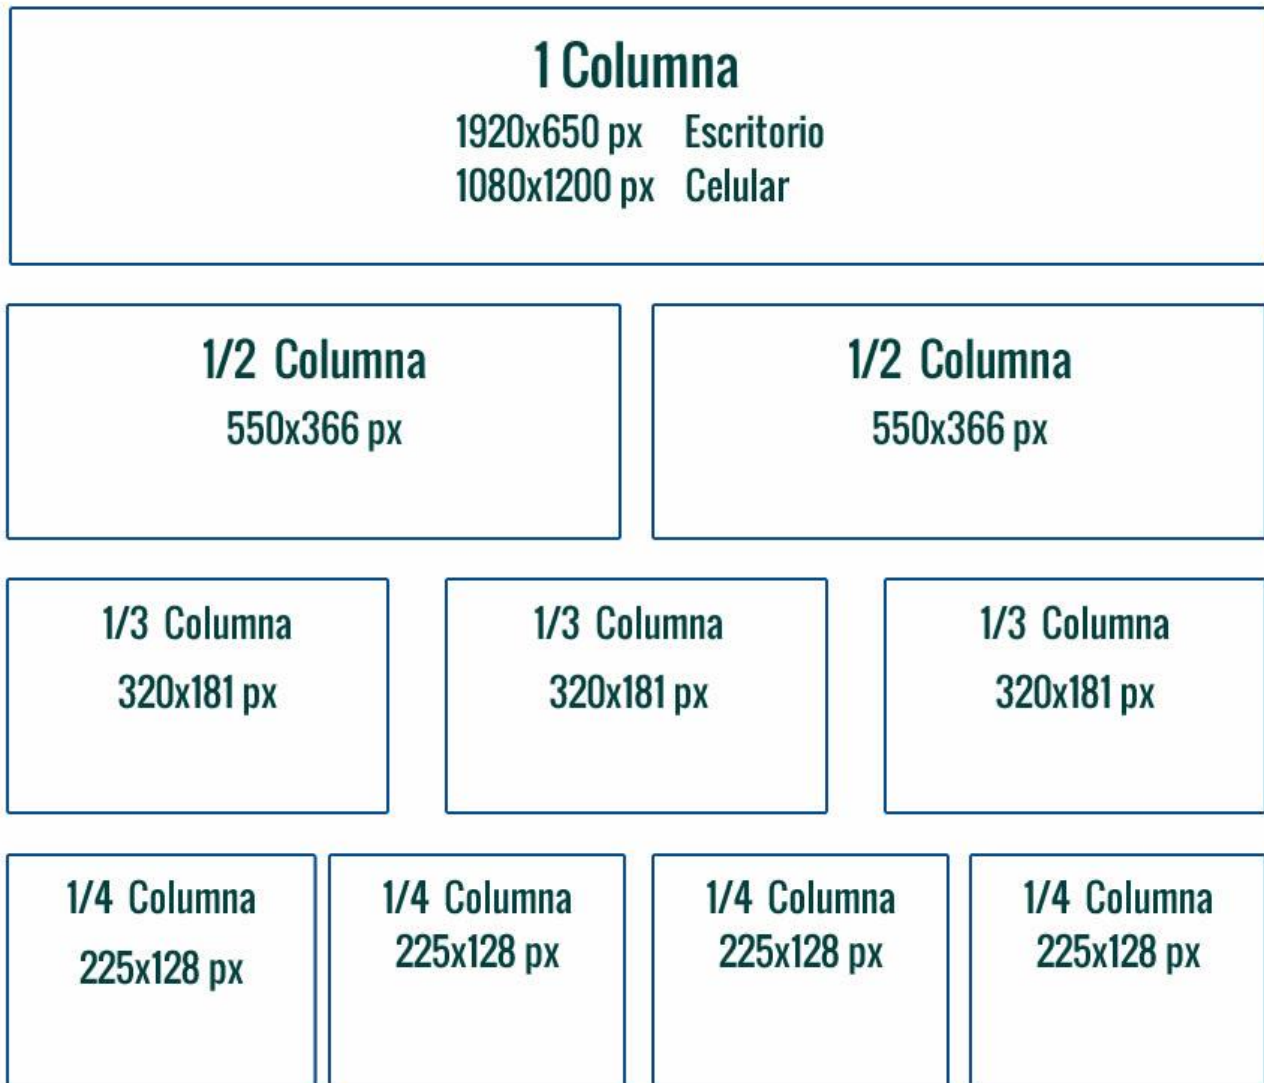 1 Columna
1920x650 px Escritorio
1080x1200 px Celular
1/2 Columna
550x366 px
1/2 Columna
550x366 px
1/3 Columna
320x181 px
1/3 Columna
320x181 px
1/3 Columna
320x181 px
1/4 Columna
225x128 px
1/4 Columna
225x128 px
1/4 Columna
225x128 px
1/4 Columna
225x128 px